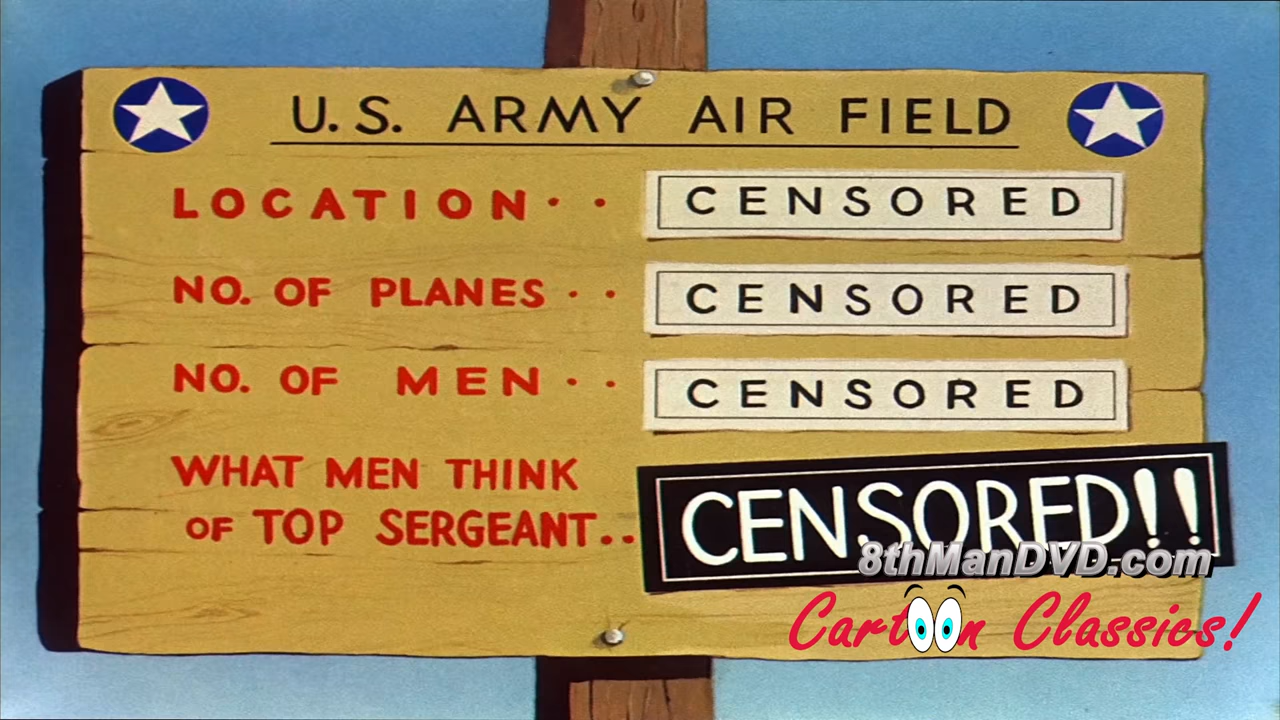 U.S. ARMY AIR FIELD
LOCATION·· CENSORED
NO. OF PLANES·· CENSORED
NO. OF MEN·· CENSORED
WHAT MEN THINK
OF TOP SERGEANT.. CENSORED!!
8thManDVD.com
Cartoon Classics!